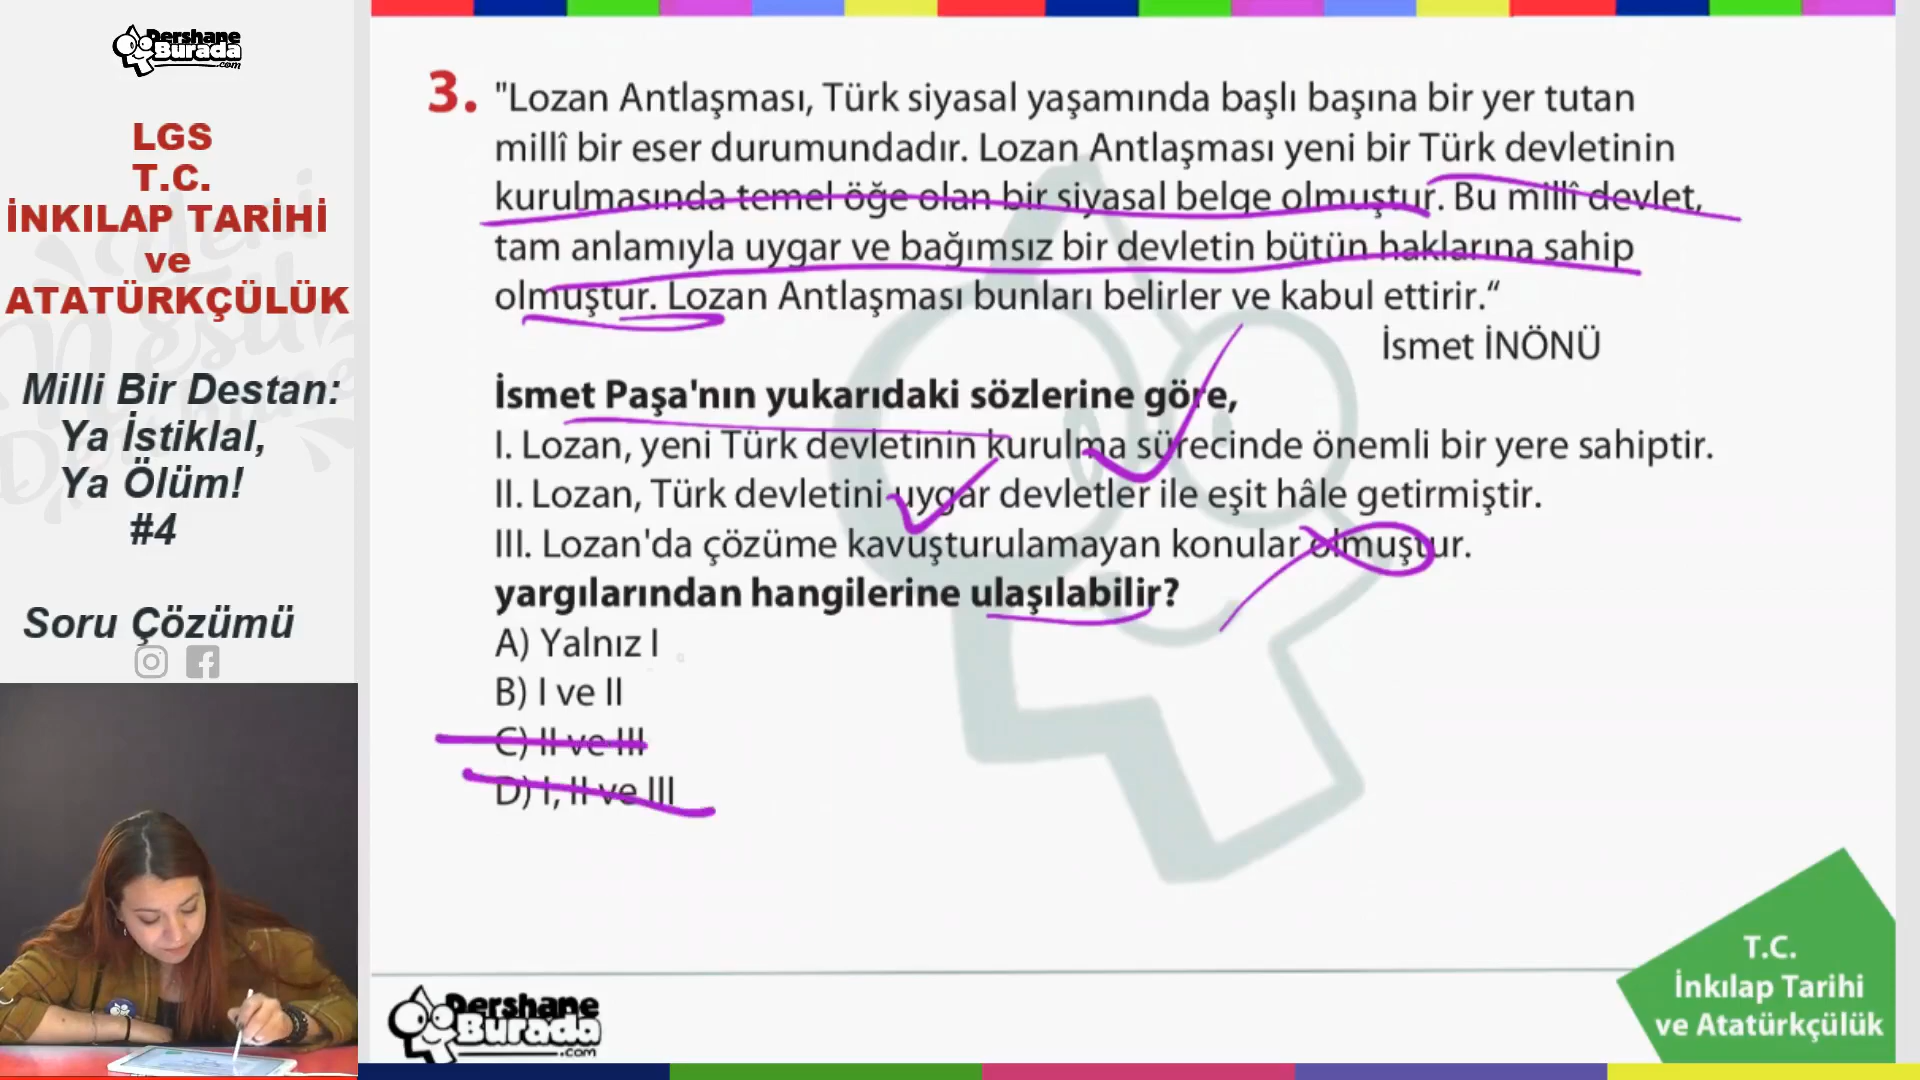 Dershane
Burada
.com
LGS
T.C.
İNKILAP TARİHİ
ve
ATATÜRKÇÜLÜK
Milli Bir Destan:
Ya İstiklal,
Ya Ölüm!
#4
Soru Çözümü
3. "Lozan Antlaşması, Türk siyasal yaşamında başlı başına bir yer tutan
millî bir eser durumundadır. Lozan Antlaşması yeni bir Türk devletinin
kurulmasında temel öğe olan bir siyasal belge olmuştur. Bu millî devlet,
tam anlamıyla uygar ve bağımsız bir devletin bütün haklarına sahip
olmuştur. Lozan Antlaşması bunları belirler ve kabul ettirir.“
İsmet İNÖNÜ
İsmet Paşa'nın yukarıdaki sözlerine göre,
I. Lozan, yeni Türk devletinin kurulma sürecinde önemli bir yere sahiptir.
II. Lozan, Türk devletini uygar devletler ile eşit hâle getirmiştir.
III. Lozan'da çözüme kavuşturulamayan konular olmuştur.
yargılarından hangilerine ulaşılabilir?
A) Yalnız I
B) I ve II
C) II ve III
D) I, II ve III
Dershane
Burada
.com
T.C.
İnkılap Tarihi
ve Atatürkçülük